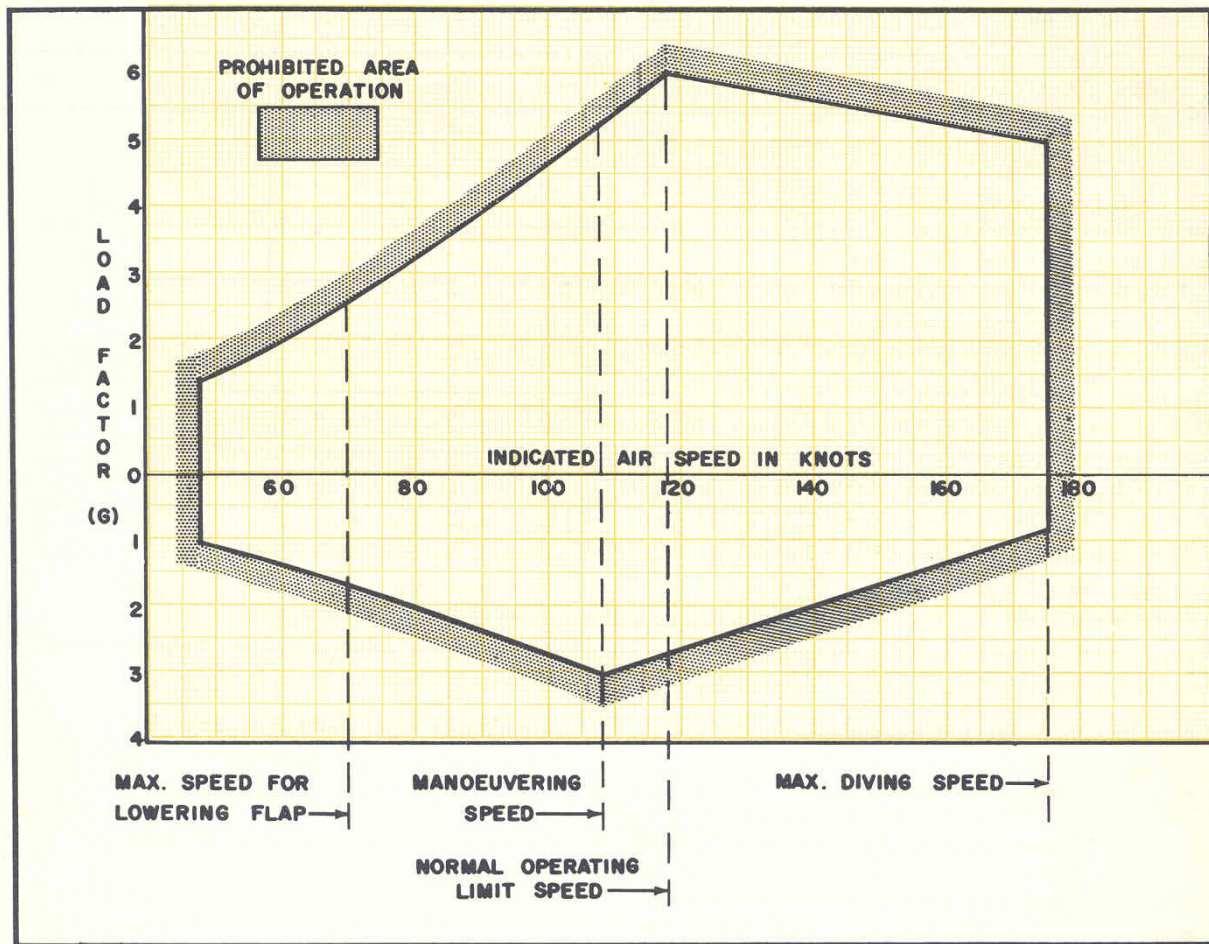 PROHIBITED AREA
OF OPERATION
6
5
4
3
2
1
0
1
2
3
4
LOAD FACTOR
(G)
INDICATED AIR SPEED IN KNOTS
60 80 100 120 140 160 180
MAX. SPEED FOR
LOWERING FLAP
MANOEUVERING
SPEED
MAX. DIVING SPEED
NORMAL OPERATING
LIMIT SPEED